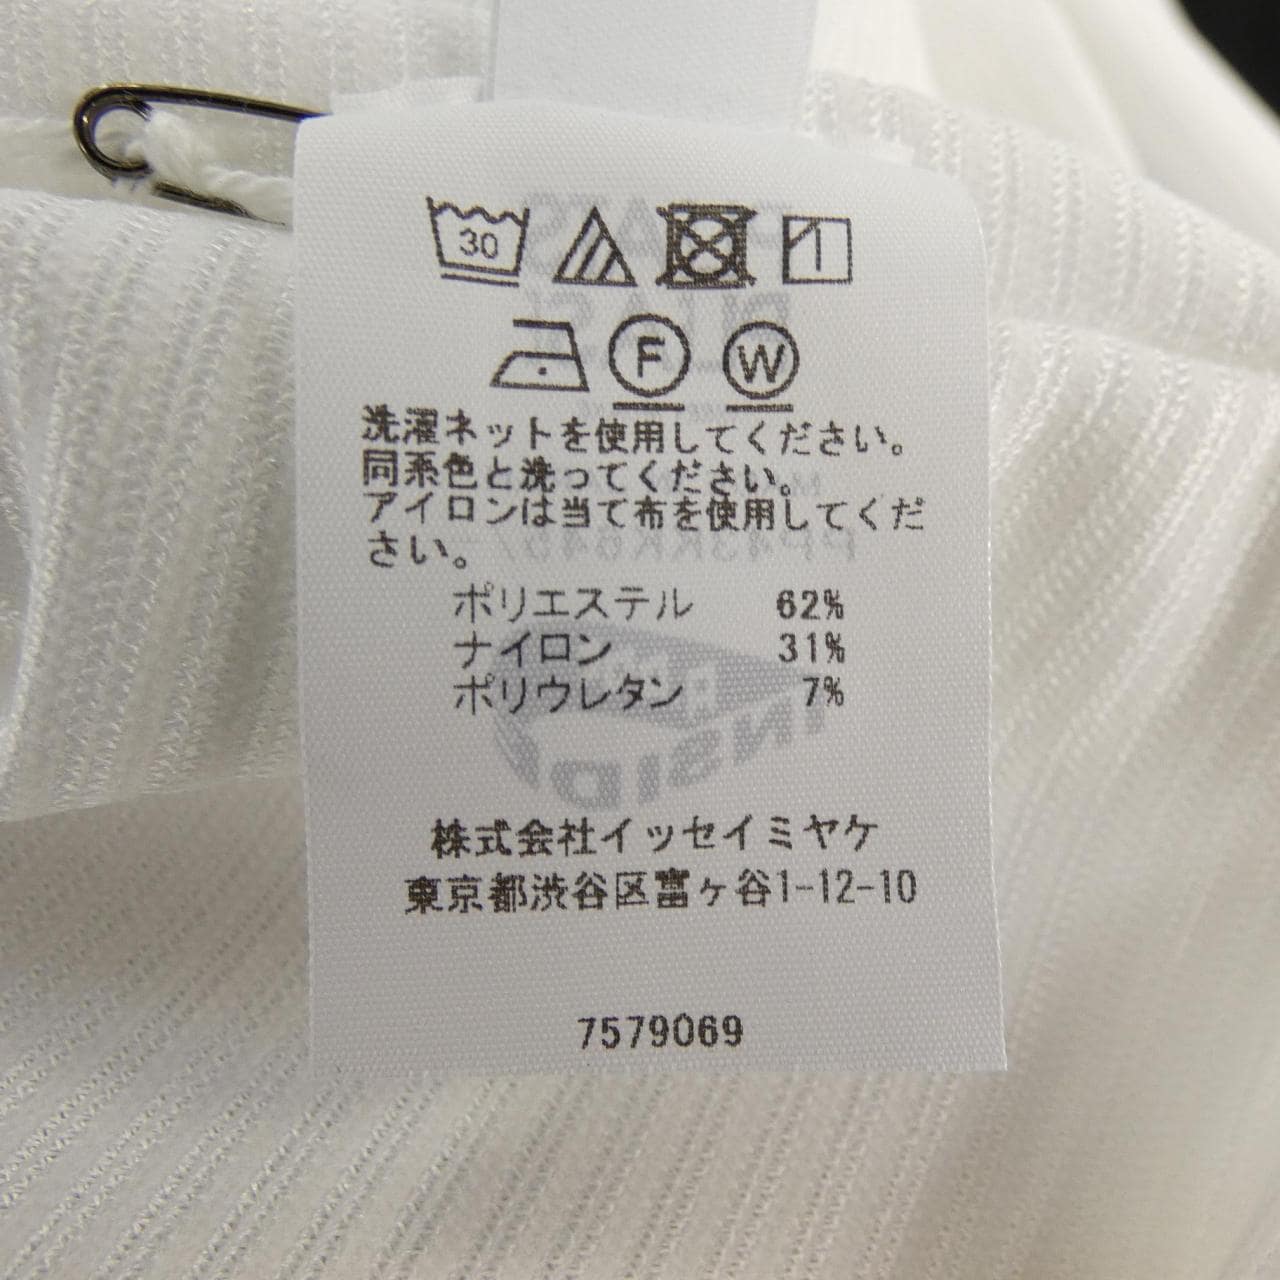 30
F W
洗濯ネットを使用してください。
同系色と洗ってください。
アイロンは当て布を使用してくだ
さい。
ポリエステル 62%
ナイロン 31%
ポリウレタン 7%
株式会社イッセイミヤケ
東京都渋谷区富ヶ谷1-12-10
7579069
INSIDE